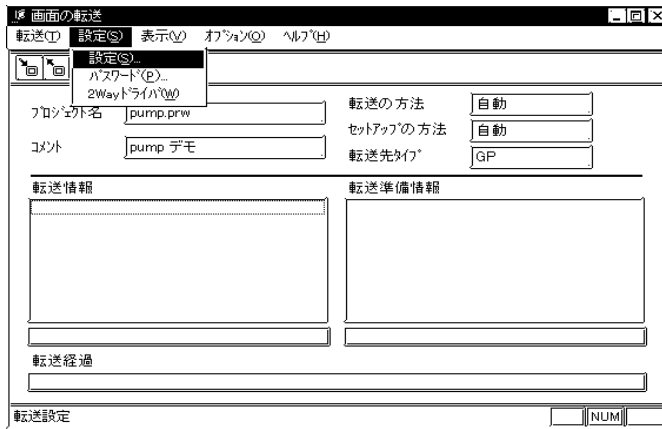 画面の転送
転送(T) 設定(S) 表示(V) ｵﾌﾟｼｮﾝ(O) ﾍﾙﾌﾟ(H)
設定(S)...
ﾊﾟｽﾜｰﾄﾞ(P)...
2Wayﾄﾞﾗｲﾊﾞ(W)
ﾌﾟﾛｼﾞｪｸﾄ名 pump.prw
ｺﾒﾝﾄ pump デモ
転送の方法 自動
ｾｯﾄｱｯﾌﾟの方法 自動
転送先ﾀｲﾌﾟ GP
転送情報
転送準備情報
転送経過
転送設定
NUM